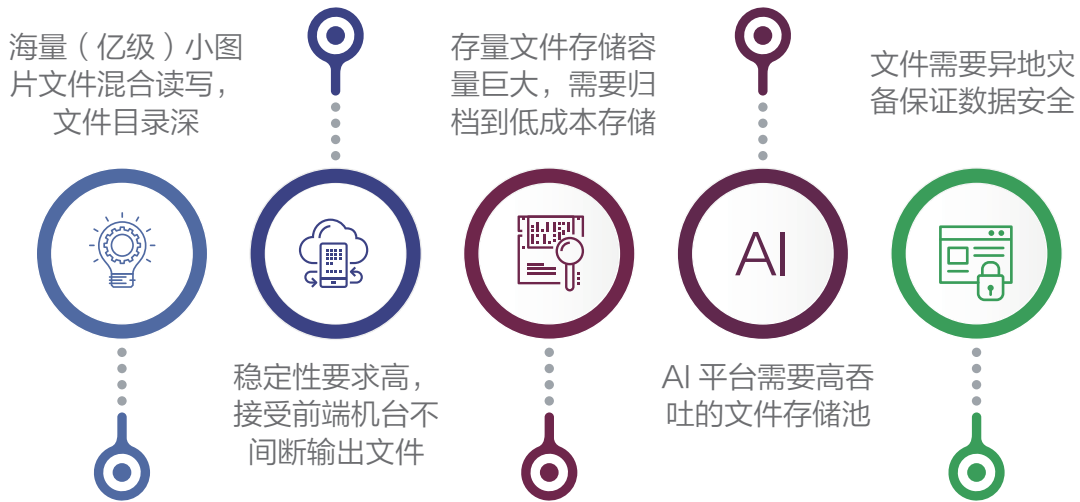 海量（亿级）小图
片文件混合读写，
文件目录深
稳定性要求高，
接受前端机台不
间断输出文件
存量文件存储容
量巨大，需要归
档到低成本存储
AI
AI 平台需要高吞
吐的文件存储池
文件需要异地灾
备保证数据安全